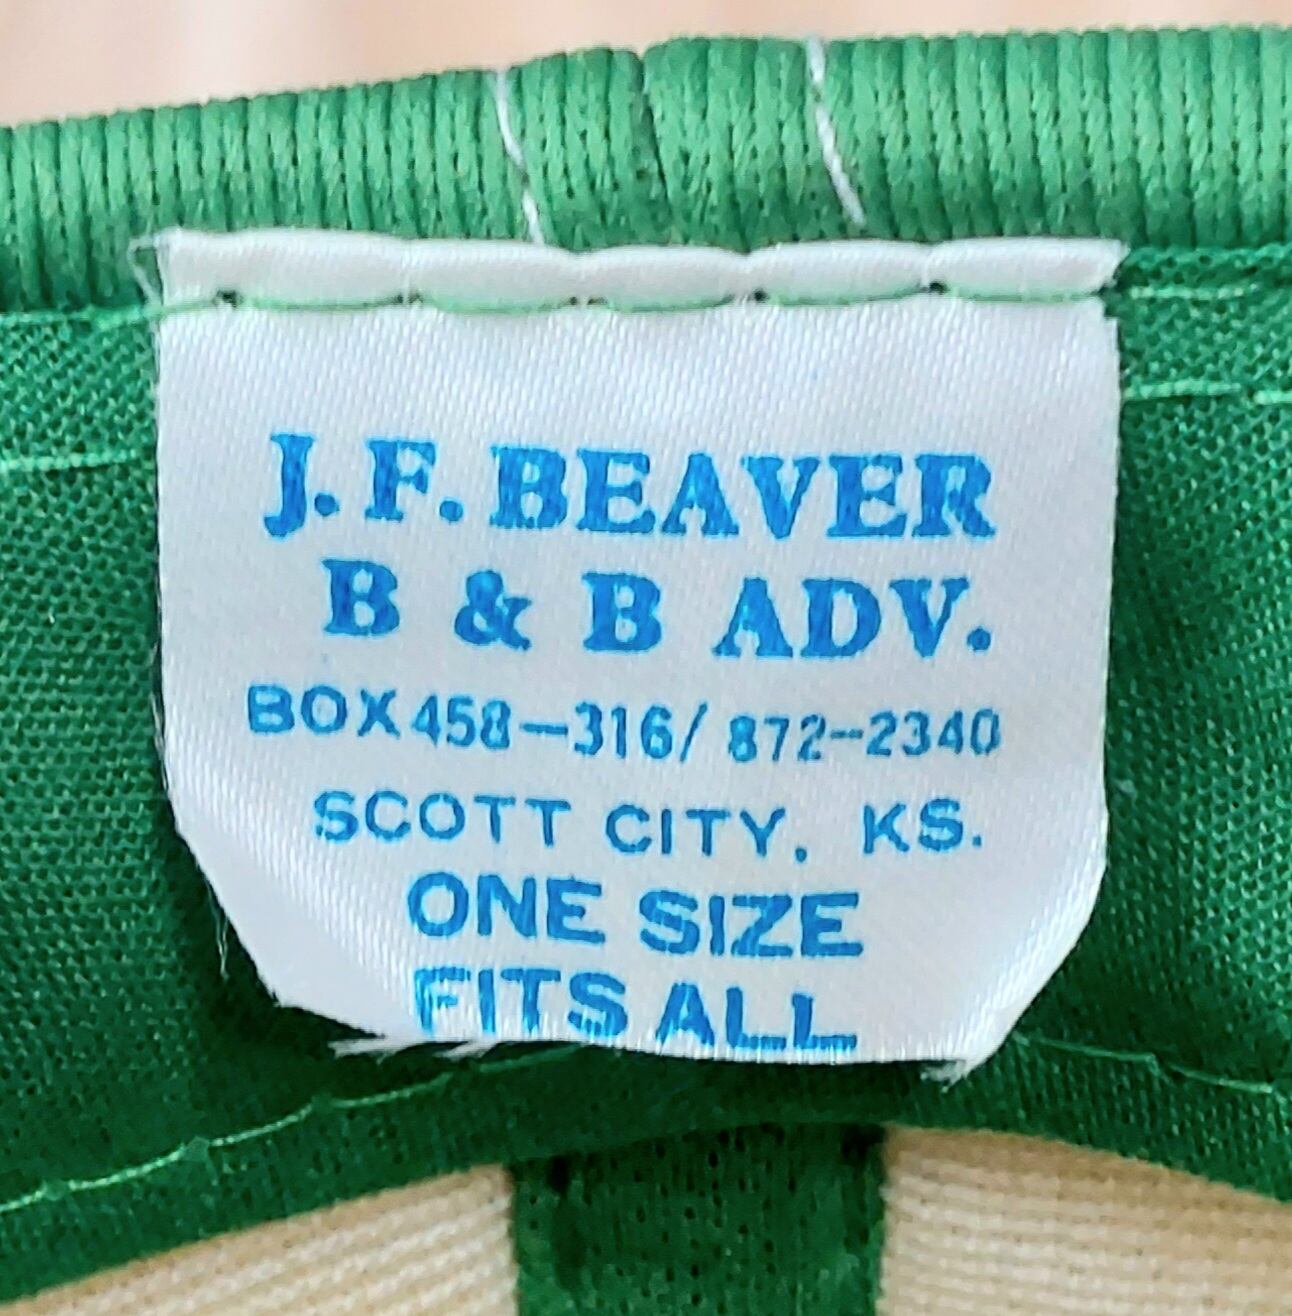 J. F. BEAVER
B & B ADV.
BOX 458-316/ 872-2340
SCOTT CITY, KS.
ONE SIZE
FITS ALL